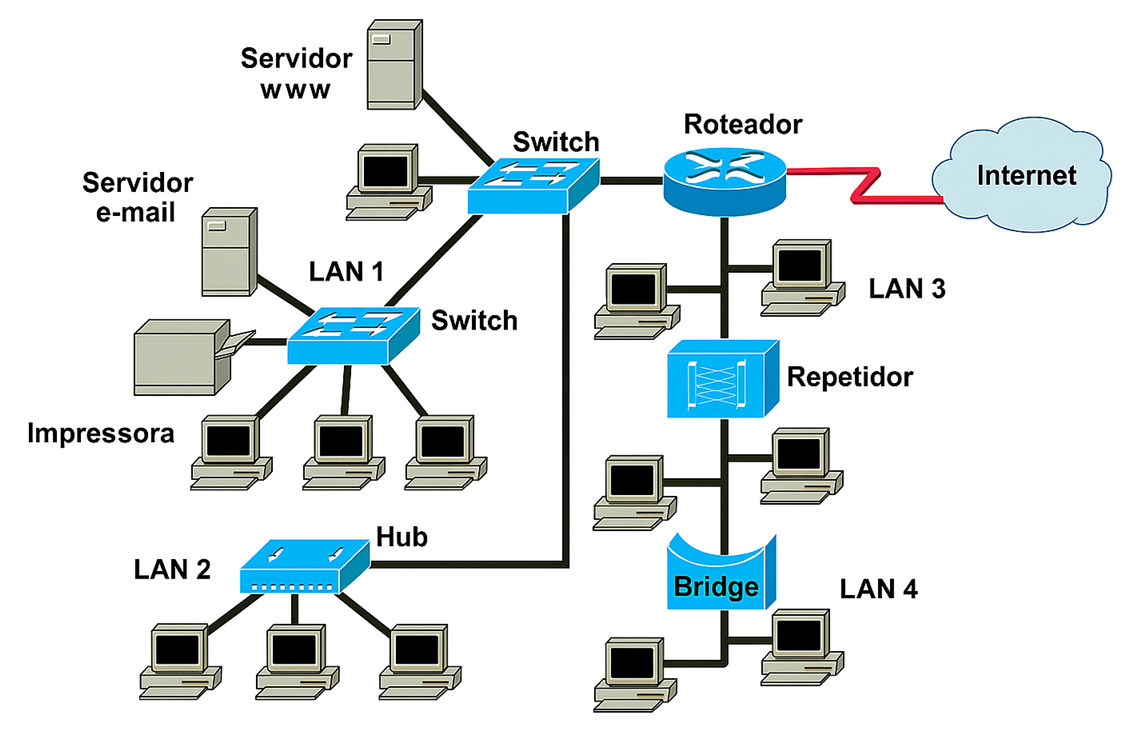 Servidor
www
Switch
Roteador
Internet
Servidor
e-mail
LAN 1
Switch
LAN 3
Repetidor
Impressora
Hub
LAN 2
Bridge
LAN 4